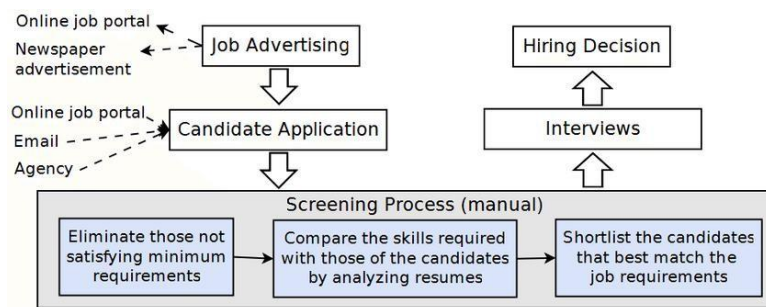 Online job portal
Newspaper
advertisement
Job Advertising
Hiring Decision
Online job portal
Email
Agency
Candidate Application
Interviews
Screening Process (manual)
Eliminate those not
satisfying minimum
requirements
Compare the skills required
with those of the candidates
by analyzing resumes
Shortlist the candidates
that best match the
job requirements